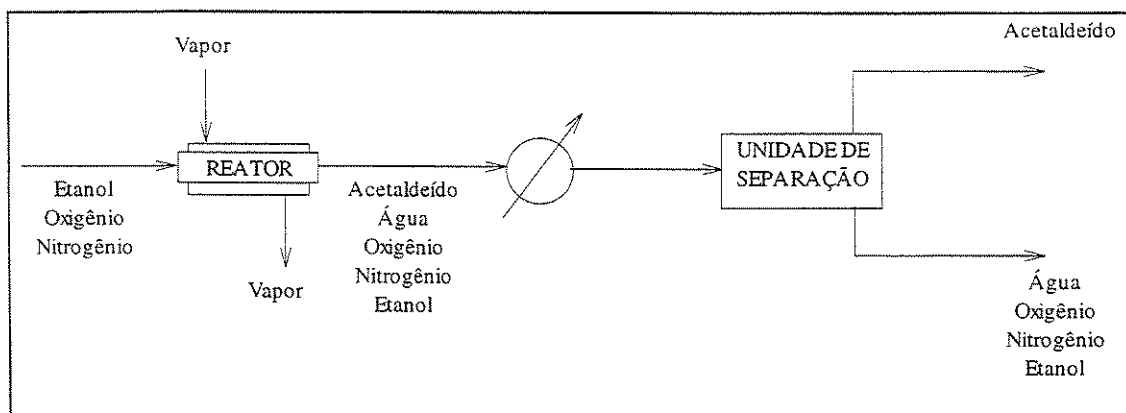 Vapor
REATOR
Etanol
Oxigênio
Nitrogênio
Vapor
Acetaldeído
Água
Oxigênio
Nitrogênio
Etanol
UNIDADE DE
SEPARAÇÃO
Acetaldeído
Água
Oxigênio
Nitrogênio
Etanol